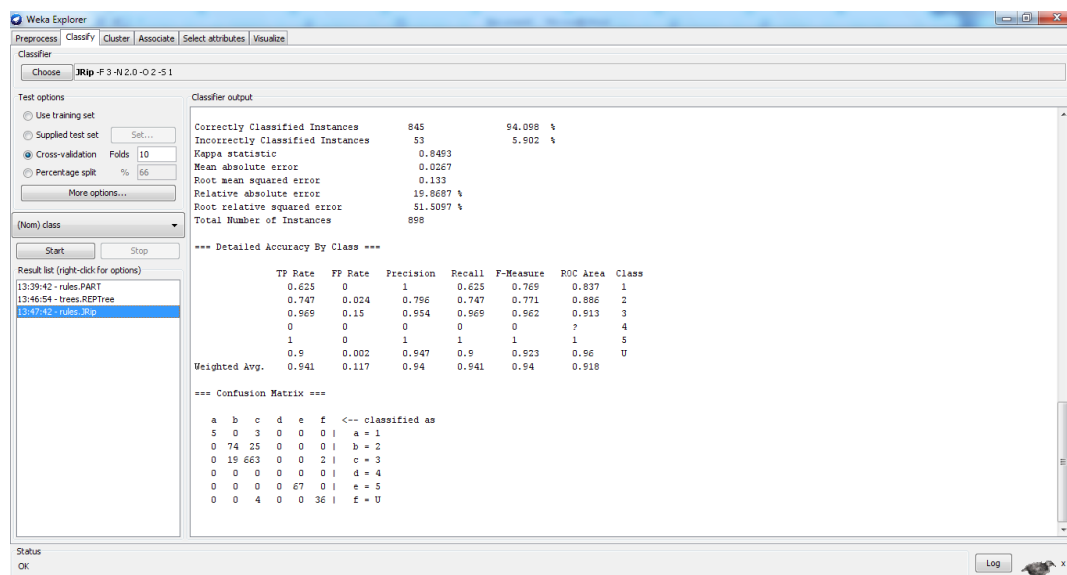 Weka Explorer
Preprocess Classify Cluster Associate Select attributes Visualize
Classifier
Choose JRip -F 3 -N 2.0 -O 2 -S 1
Test options
Use training set
Supplied test set Set...
Cross-validation Folds 10
Percentage split % 66
More options...
(Nom) class
Start Stop
Result list (right-click for options)
13:39:42 - rules.PART
13:46:54 - trees.REPTree
13:47:42 - rules.JRip
Classifier output
Correctly Classified Instances 845 94.098 %
Incorrectly Classified Instances 53 5.902 %
Kappa statistic 0.8493
Mean absolute error 0.0267
Root mean squared error 0.133
Relative absolute error 19.8687 %
Root relative squared error 51.5097 %
Total Number of Instances 898
=== Detailed Accuracy By Class ===
TP Rate FP Rate Precision Recall F-Measure ROC Area Class
0.625 0 1 0.625 0.769 0.837 1
0.747 0.024 0.796 0.747 0.771 0.886 2
0.969 0.15 0.954 0.969 0.962 0.913 3
0 0 0 0 0 ? 4
1 0 1 1 1 1 5
0.9 0.002 0.947 0.9 0.923 0.96 U
Weighted Avg. 0.941 0.117 0.94 0.941 0.94 0.918
=== Confusion Matrix ===
a b c d e f <-- classified as
5 0 3 0 0 0 | a = 1
0 74 25 0 0 0 | b = 2
0 19 663 0 0 2 | c = 3
0 0 0 0 0 0 | d = 4
0 0 0 0 67 0 | e = 5
0 0 4 0 0 36 | f = U
Status
OK
Log
x